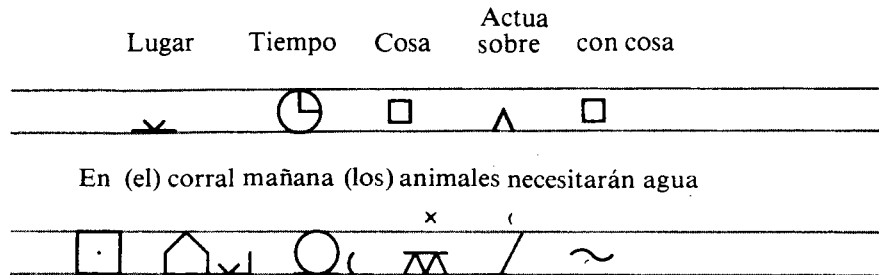 Actua
Lugar Tiempo Cosa sobre con cosa
En (el) corral mañana (los) animales necesitarán agua